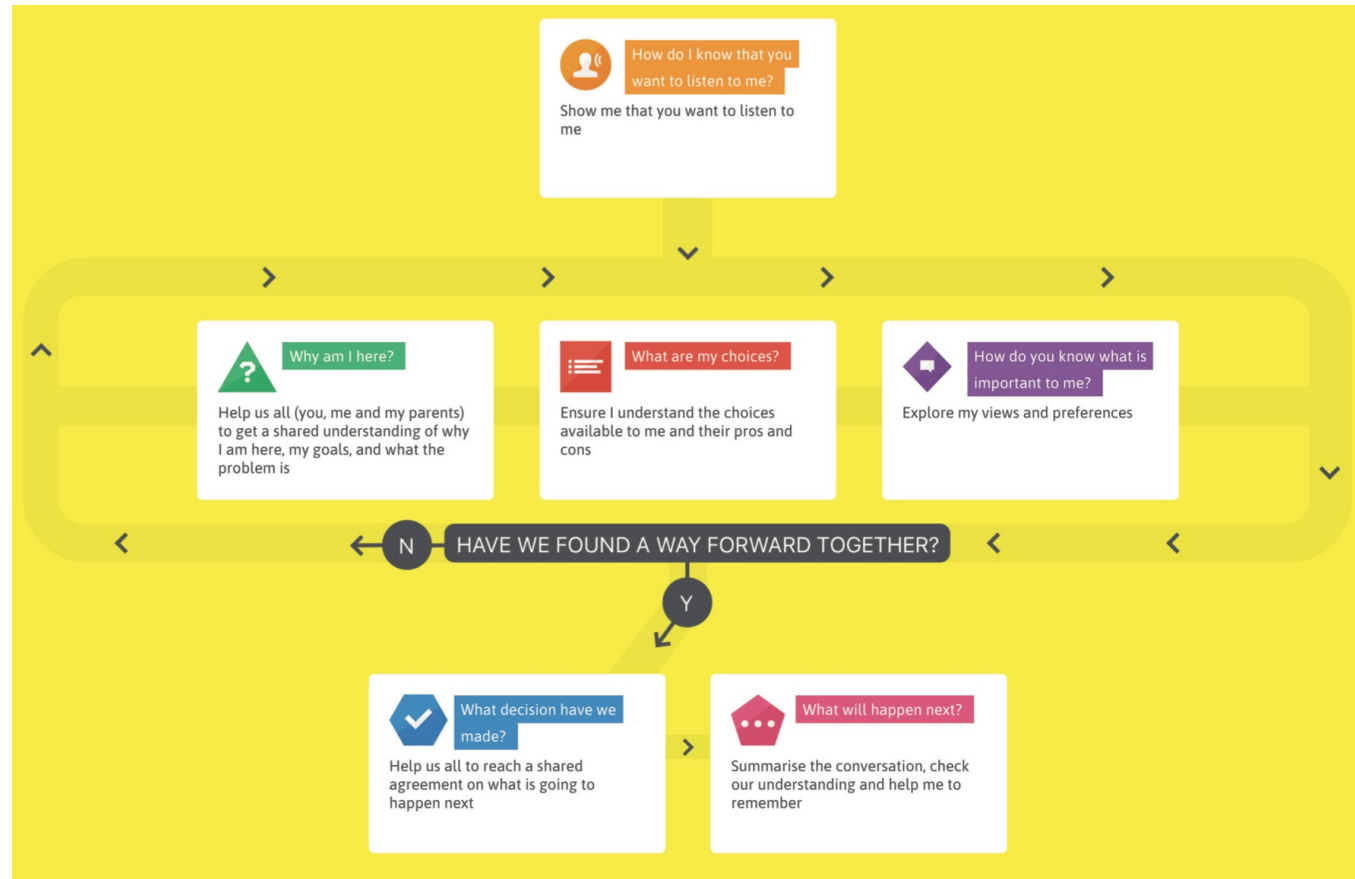 How do I know that you
want to listen to me?
Show me that you want to listen to
me
Why am I here?
?
Help us all (you, me and my parents)
to get a shared understanding of why
I am here, my goals, and what the
problem is
What are my choices?
Ensure I understand the choices
available to me and their pros and
cons
How do you know what is
important to me?
Explore my views and preferences
N
HAVE WE FOUND A WAY FORWARD TOGETHER?
Y
What decision have we
made?
Help us all to reach a shared
agreement on what is going to
happen next
What will happen next?
Summarise the conversation, check
our understanding and help me to
remember